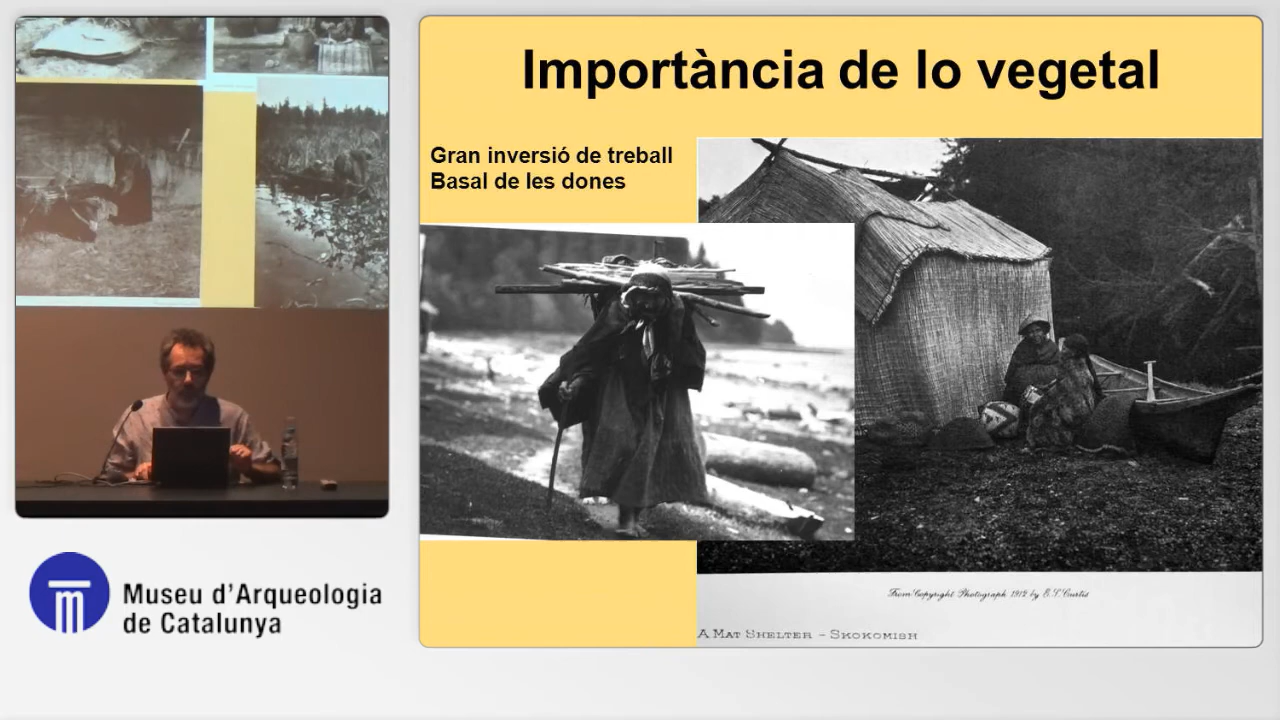 Importància de lo vegetal
Gran inversió de treball
Basal de les dones
From Copyright Photograph 1912 by E.S. Curtis
A Mat Shelter - Skokomish
Museu d'Arqueologia
de Catalunya